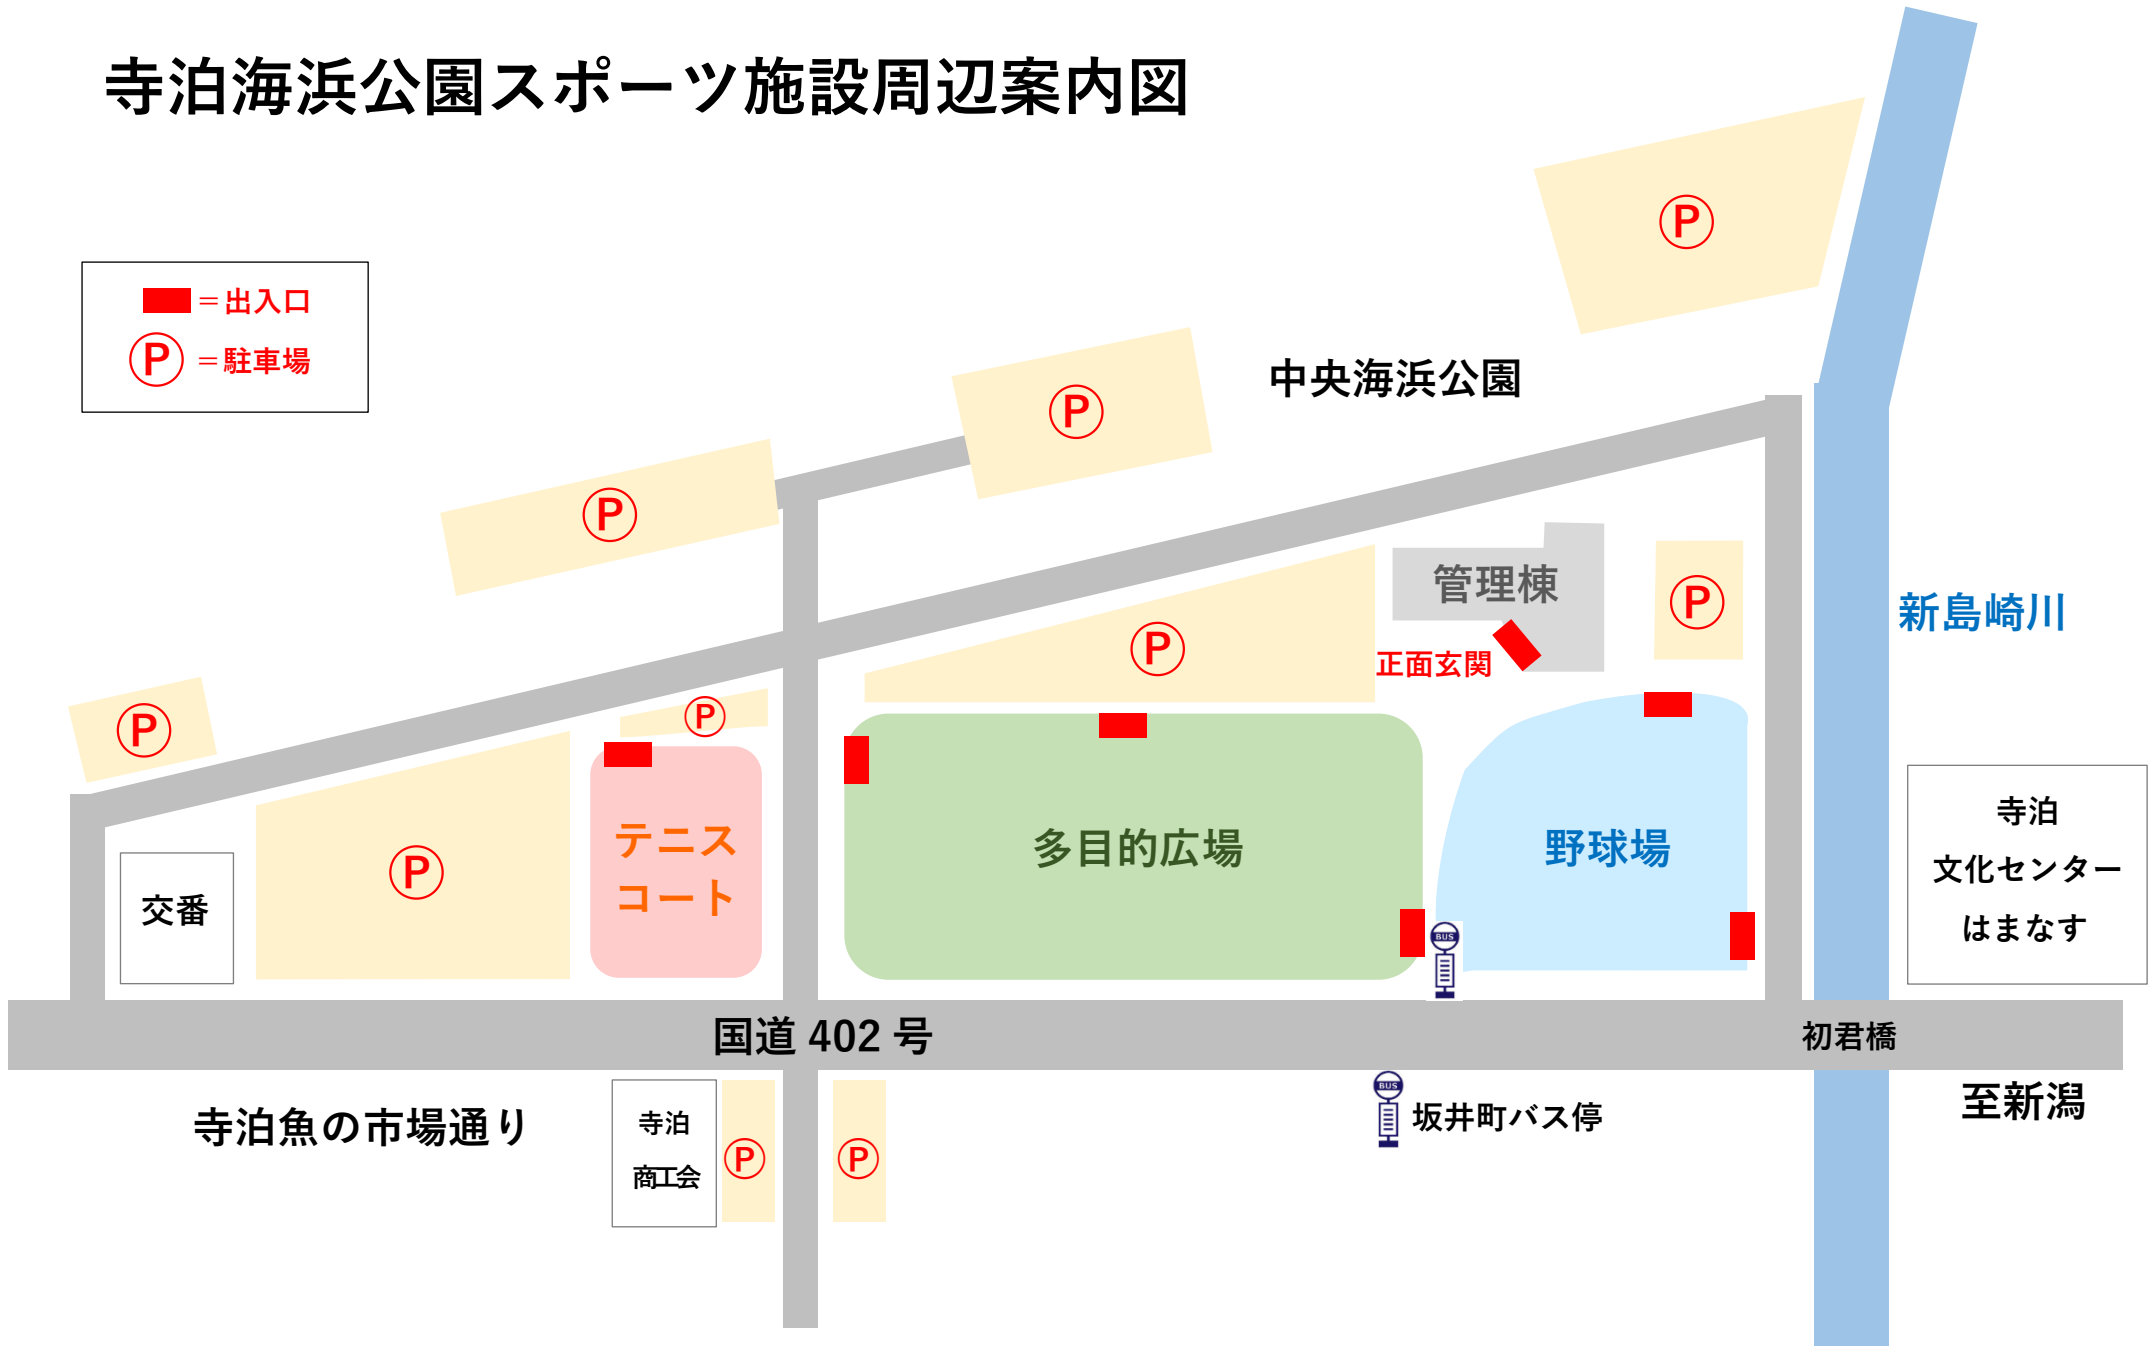 寺泊海浜公園スポーツ施設周辺案内図
＝出入口
Ⓟ ＝駐車場
Ⓟ
中央海浜公園
Ⓟ
Ⓟ
管理棟
Ⓟ
新島崎川
正面玄関
Ⓟ
Ⓟ
Ⓟ
テニス
コート
多目的広場
野球場
寺泊
文化センター
はまなす
交番
Ⓟ
BUS
国道 402 号
初君橋
寺泊魚の市場通り
寺泊
商工会
Ⓟ
Ⓟ
BUS
坂井町バス停
至新潟